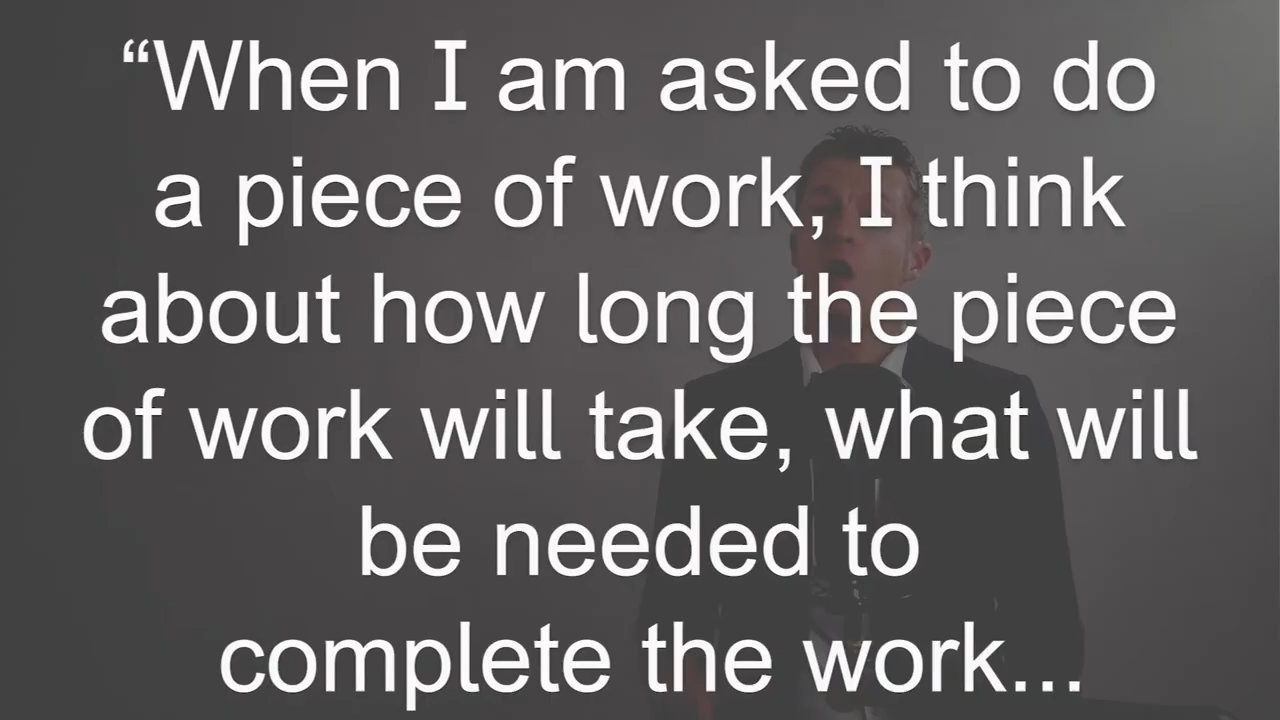 “When I am asked to do
a piece of work, I think
about how long the piece
of work will take, what will
be needed to
complete the work...